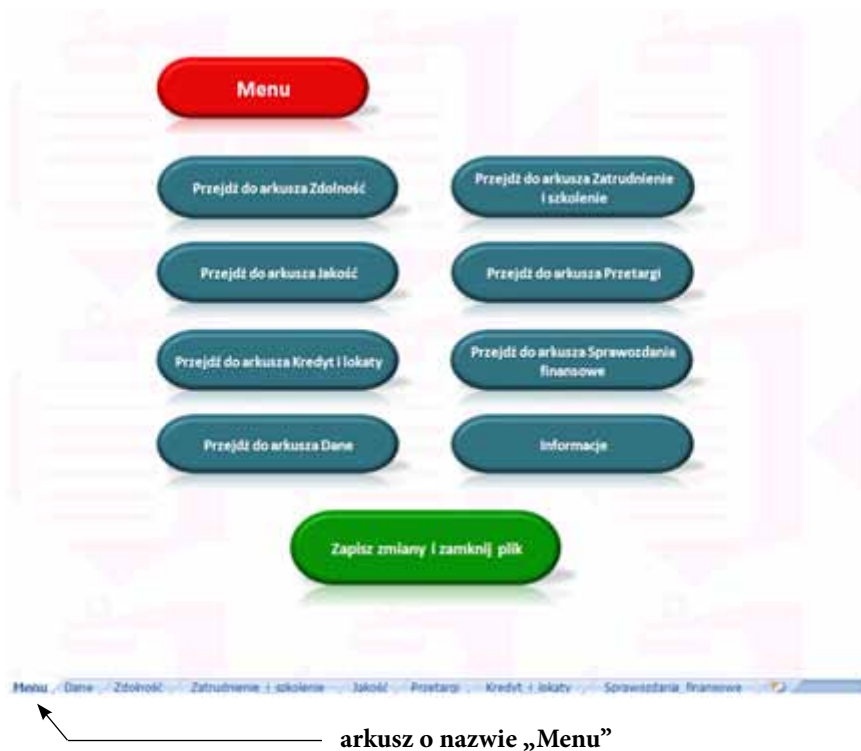 Menu
Przejdź do arkusza Zdolność
Przejdź do arkusza Zatrudnienie
i szkolenie
Przejdź do arkusza Jakość
Przejdź do arkusza Przetargi
Przejdź do arkusza Kredyt i lokaty
Przejdź do arkusza Sprawozdania
finansowe
Przejdź do arkusza Dane
Informacje
Zapisz zmiany i zamknij plik
Menu Dane Zdolność Zatrudnienie i szkolenie Jakość Przetargi Kredyt i lokaty Sprawozdania_finansowe
arkusz o nazwie „Menu”